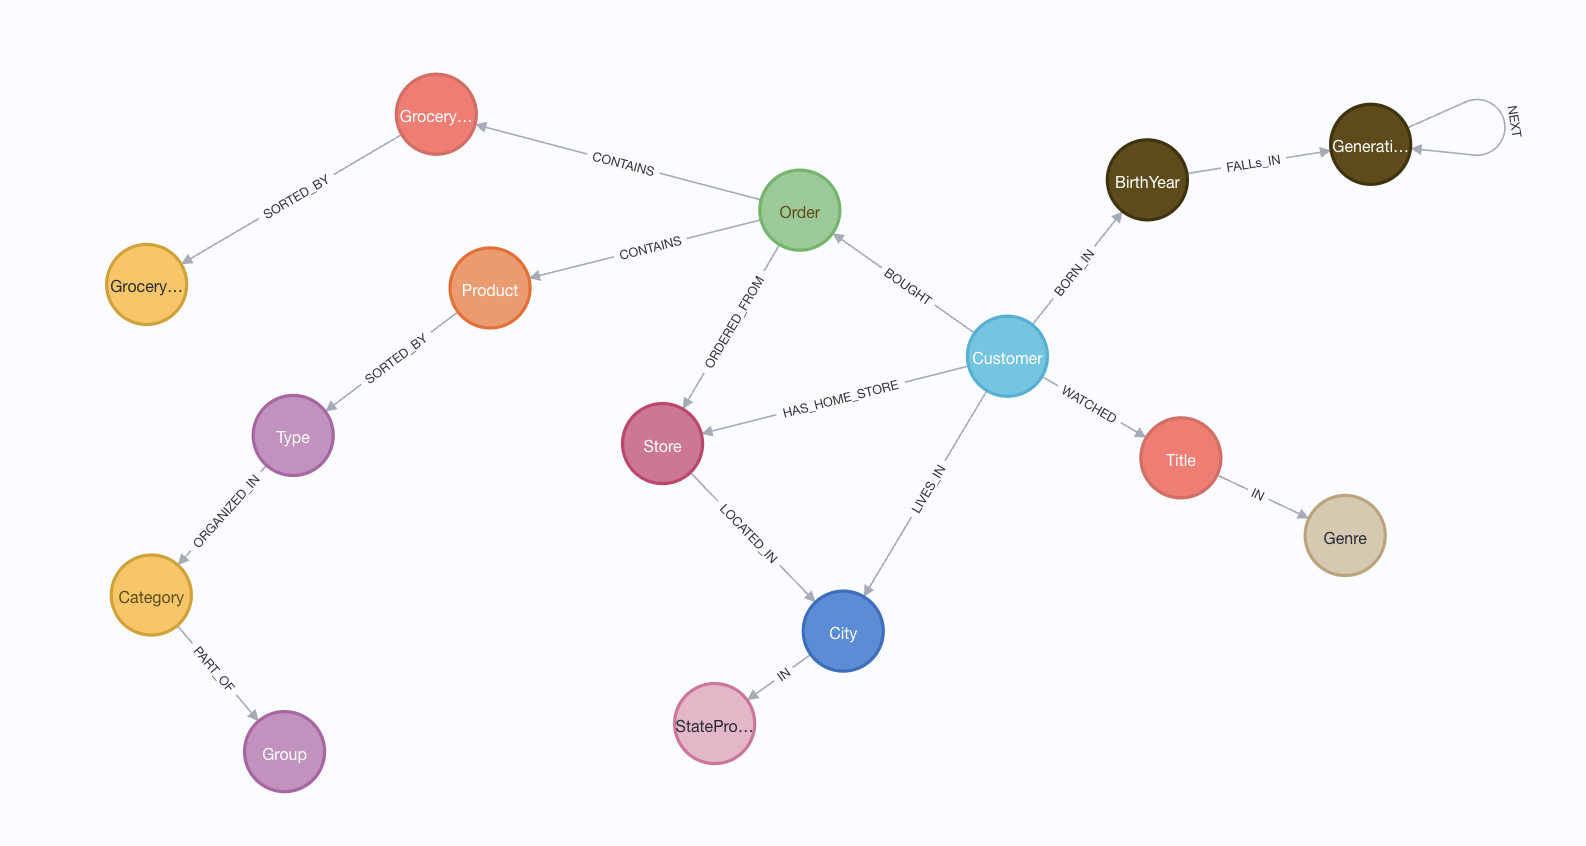 Grocery…
CONTAINS
SORTED_BY
Grocery…
Order
CONTAINS
Product
SORTED_BY
Type
ORGANIZED_IN
Category
PART_OF
Group
ORDERED_FROM
BOUGHT
Customer
HAS_HOME_STORE
Store
LOCATED_IN
LIVES_IN
City
IN
StatePro…
BORN_IN
BirthYear
FALLs_IN
Generati…
NEXT
WATCHED
Title
IN
Genre